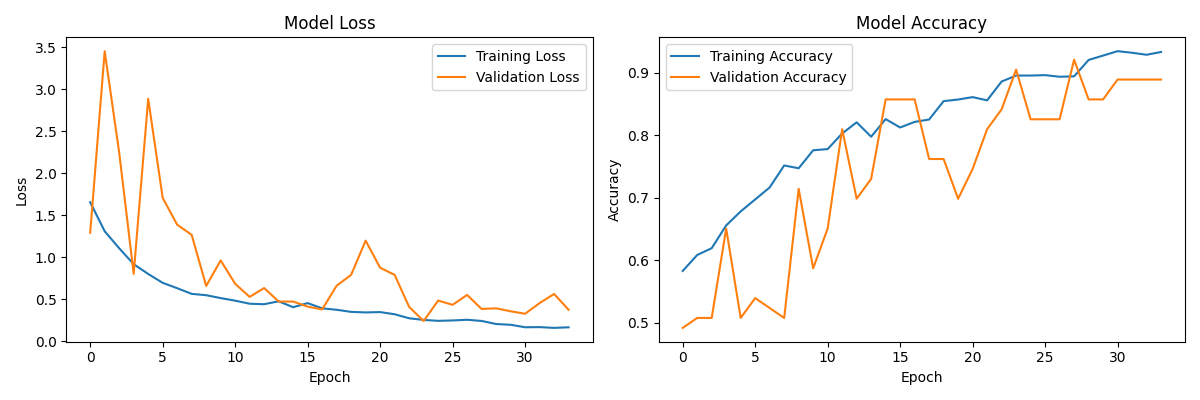 Model Loss
3.5
3.0
2.5
2.0
1.5
1.0
0.5
0.0
Loss
Training Loss
Validation Loss
0 5 10 15 20 25 30
Epoch
Model Accuracy
0.9
0.8
0.7
0.6
0.5
Accuracy
Training Accuracy
Validation Accuracy
0 5 10 15 20 25 30
Epoch